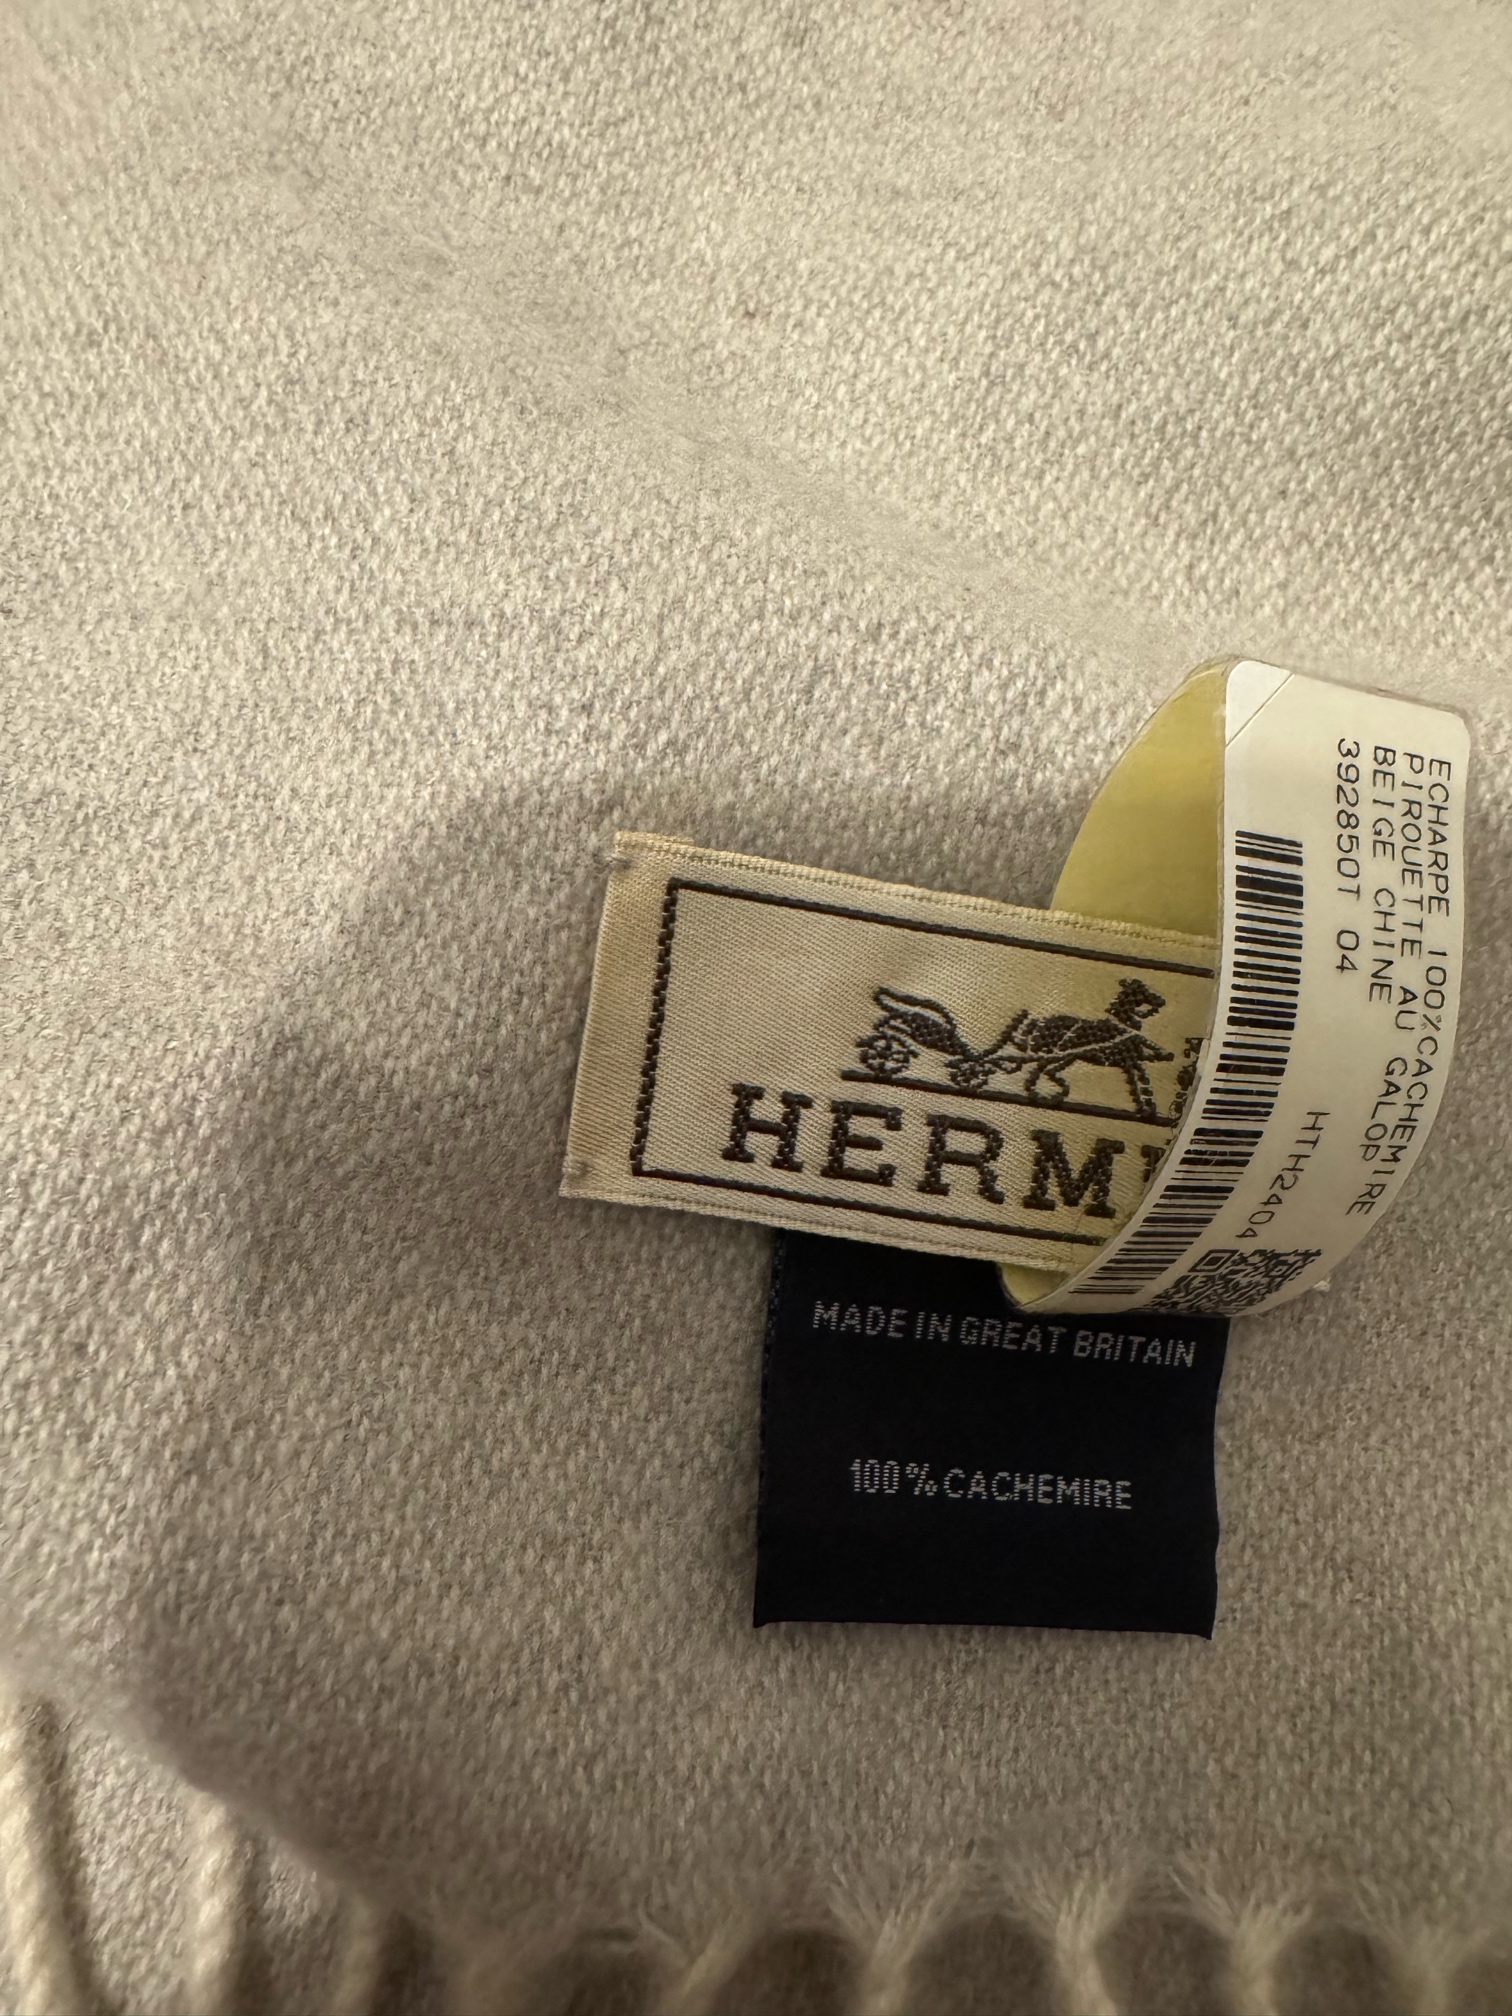 ECHARPE 100%CACHEMIRE
PIROUETTE AU GALOP
BEIGE CHINE
392850T 04
HTH2404
HERM
MADE IN GREAT BRITAIN
100% CACHEMIRE